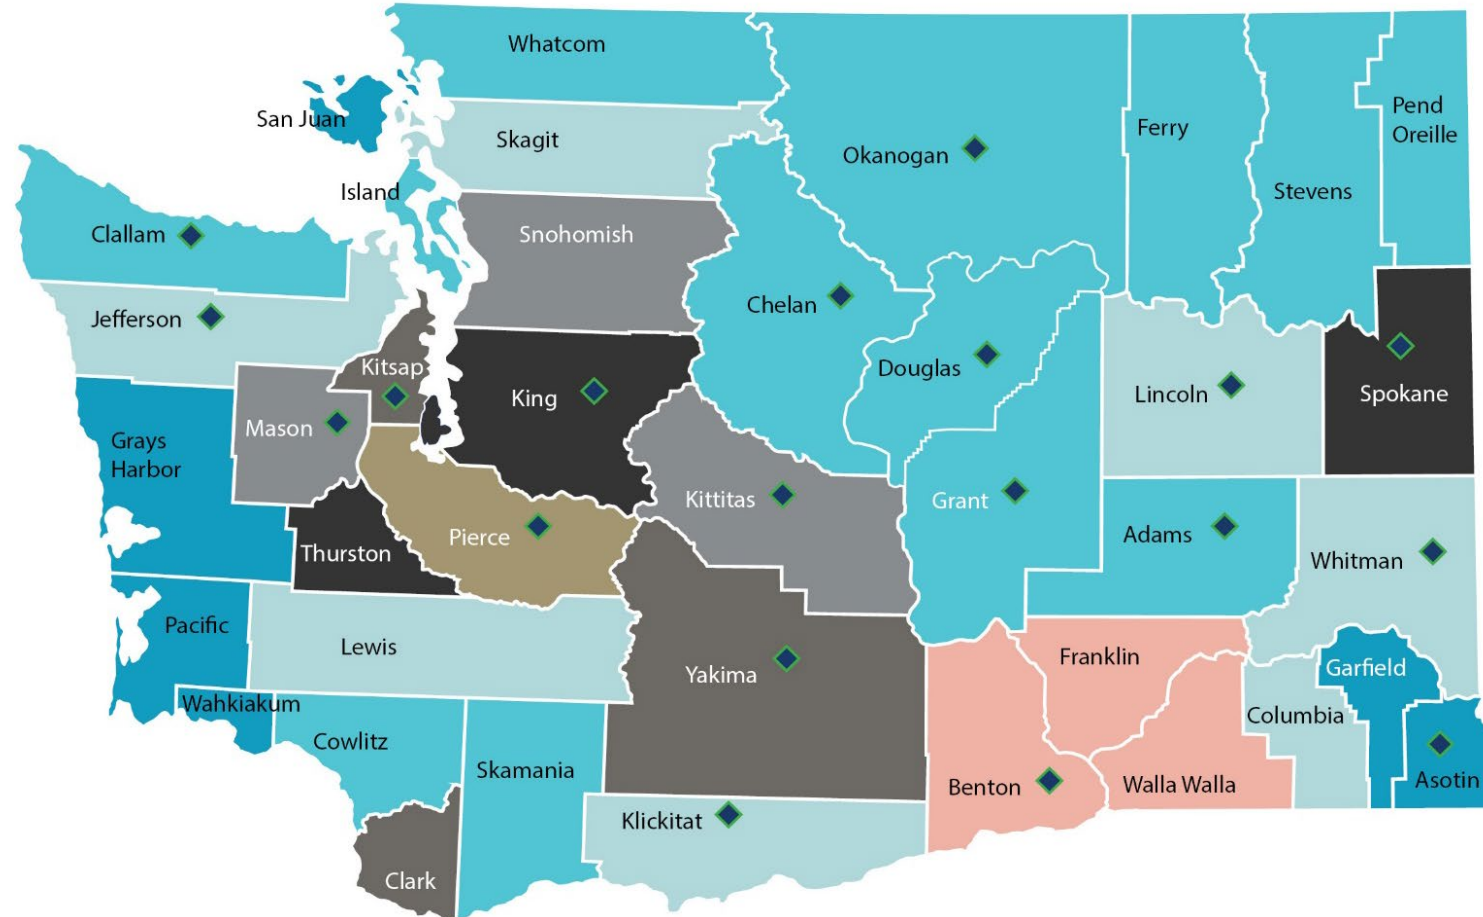 Whatcom
San Juan
Skagit
Island
Okanogan
Ferry
Pend
Oreille
Stevens
Clallam
Snohomish
Jefferson
Chelan
Kitsap
Douglas
King
Lincoln
Spokane
Grays
Harbor
Mason
Kittitas
Grant
Thurston
Pierce
Adams
Whitman
Pacific
Lewis
Yakima
Franklin
Garfield
Wahkiakum
Columbia
Cowlitz
Skamania
Benton
Walla Walla
Asotin
Klickitat
Clark